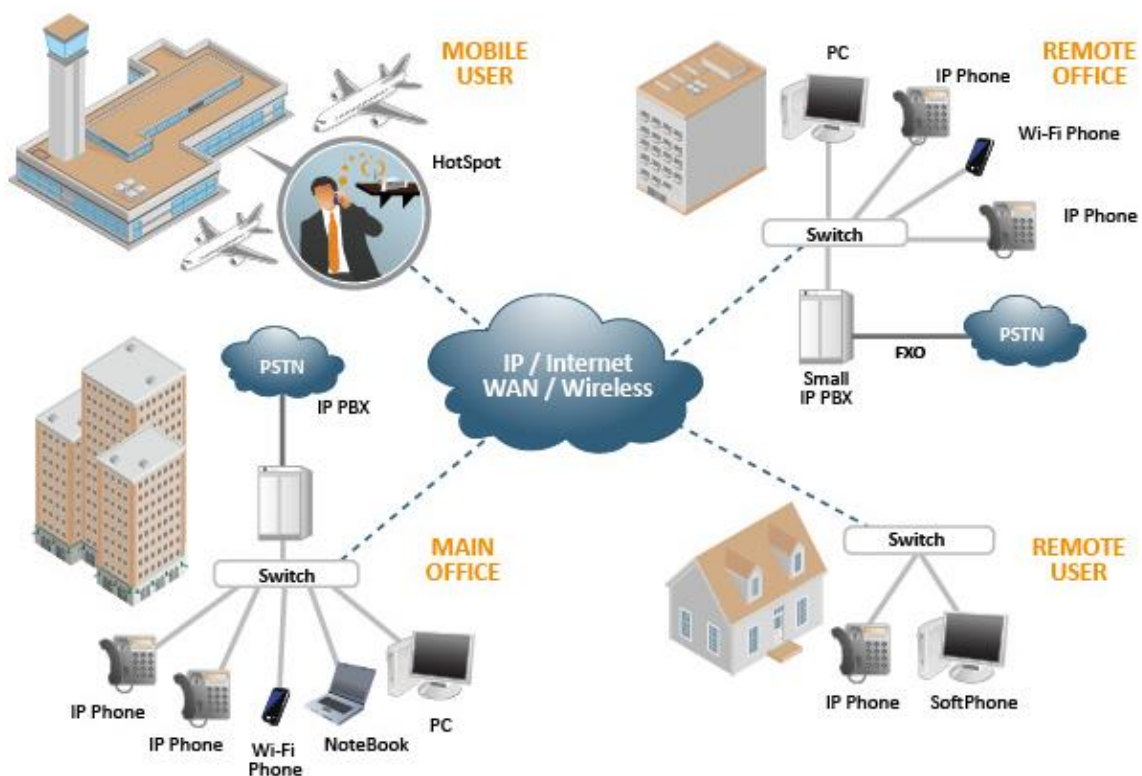 MOBILE
USER
HotSpot
PC
IP Phone
REMOTE
OFFICE
Wi-Fi Phone
IP Phone
Switch
FXO
PSTN
Small
IP PBX
IP / Internet
WAN / Wireless
PSTN
IP PBX
MAIN
OFFICE
Switch
IP Phone
IP Phone
Wi-Fi
Phone
NoteBook
PC
Switch
REMOTE
USER
IP Phone
SoftPhone